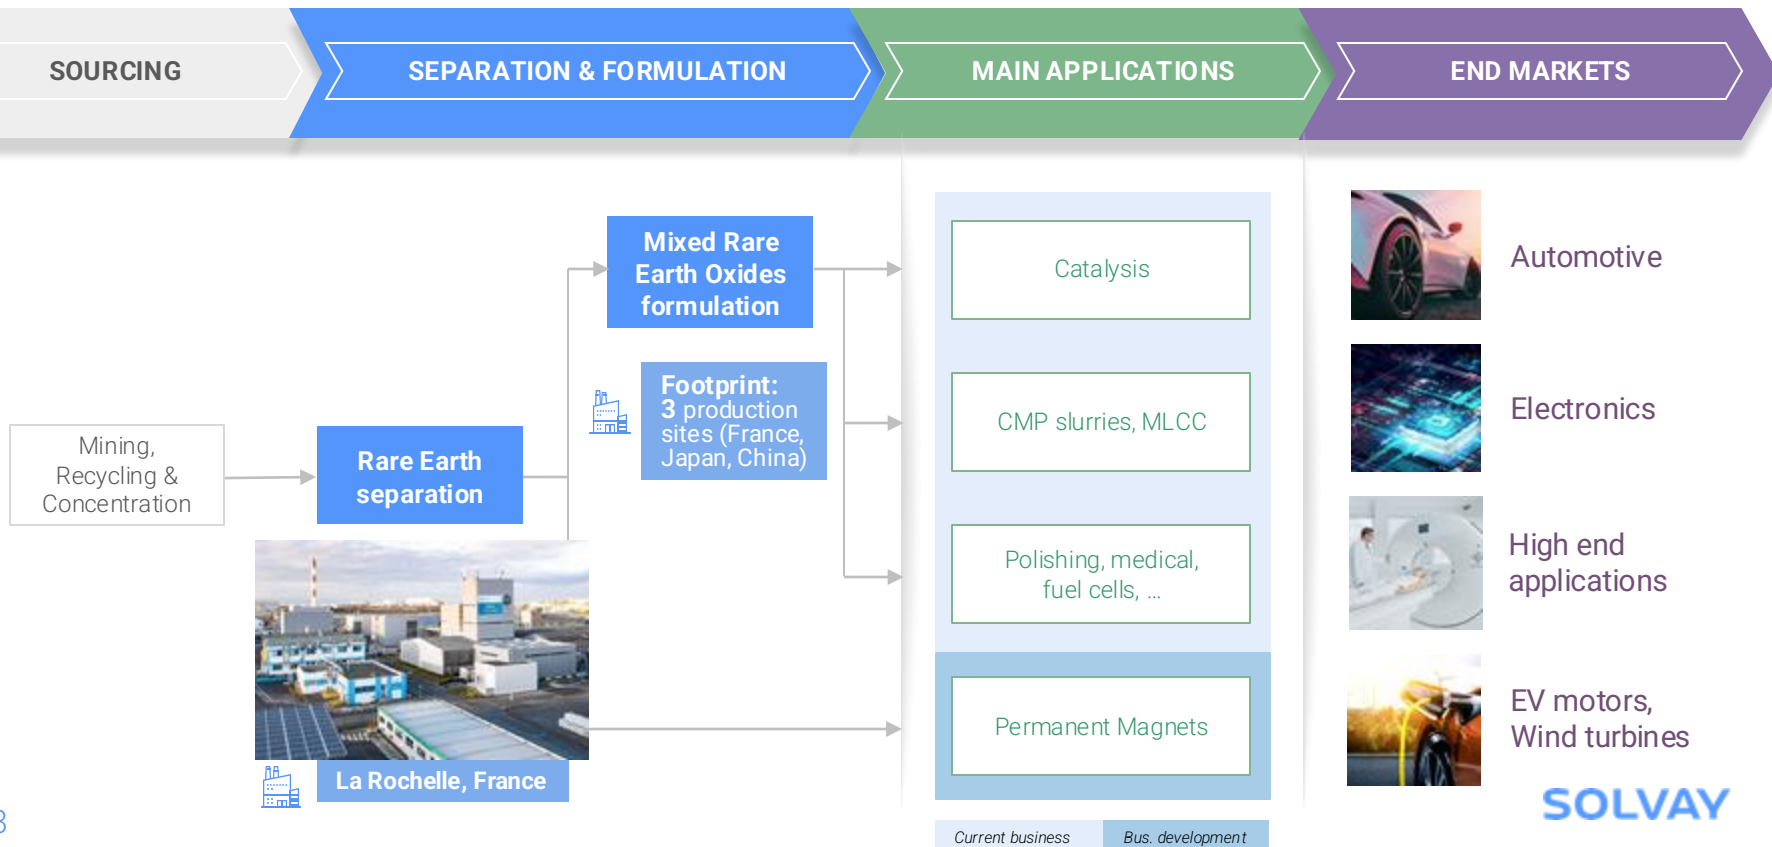 SOURCING
SEPARATION & FORMULATION
MAIN APPLICATIONS
END MARKETS
Mining,
Recycling &
Concentration
Rare Earth
separation
La Rochelle, France
Mixed Rare
Earth Oxides
formulation
Footprint:
3 production
sites (France,
Japan, China)
Catalysis
CMP slurries, MLCC
Polishing, medical,
fuel cells, ...
Permanent Magnets
Current business
Bus. development
Automotive
Electronics
High end
applications
EV motors,
Wind turbines
SOLVAY